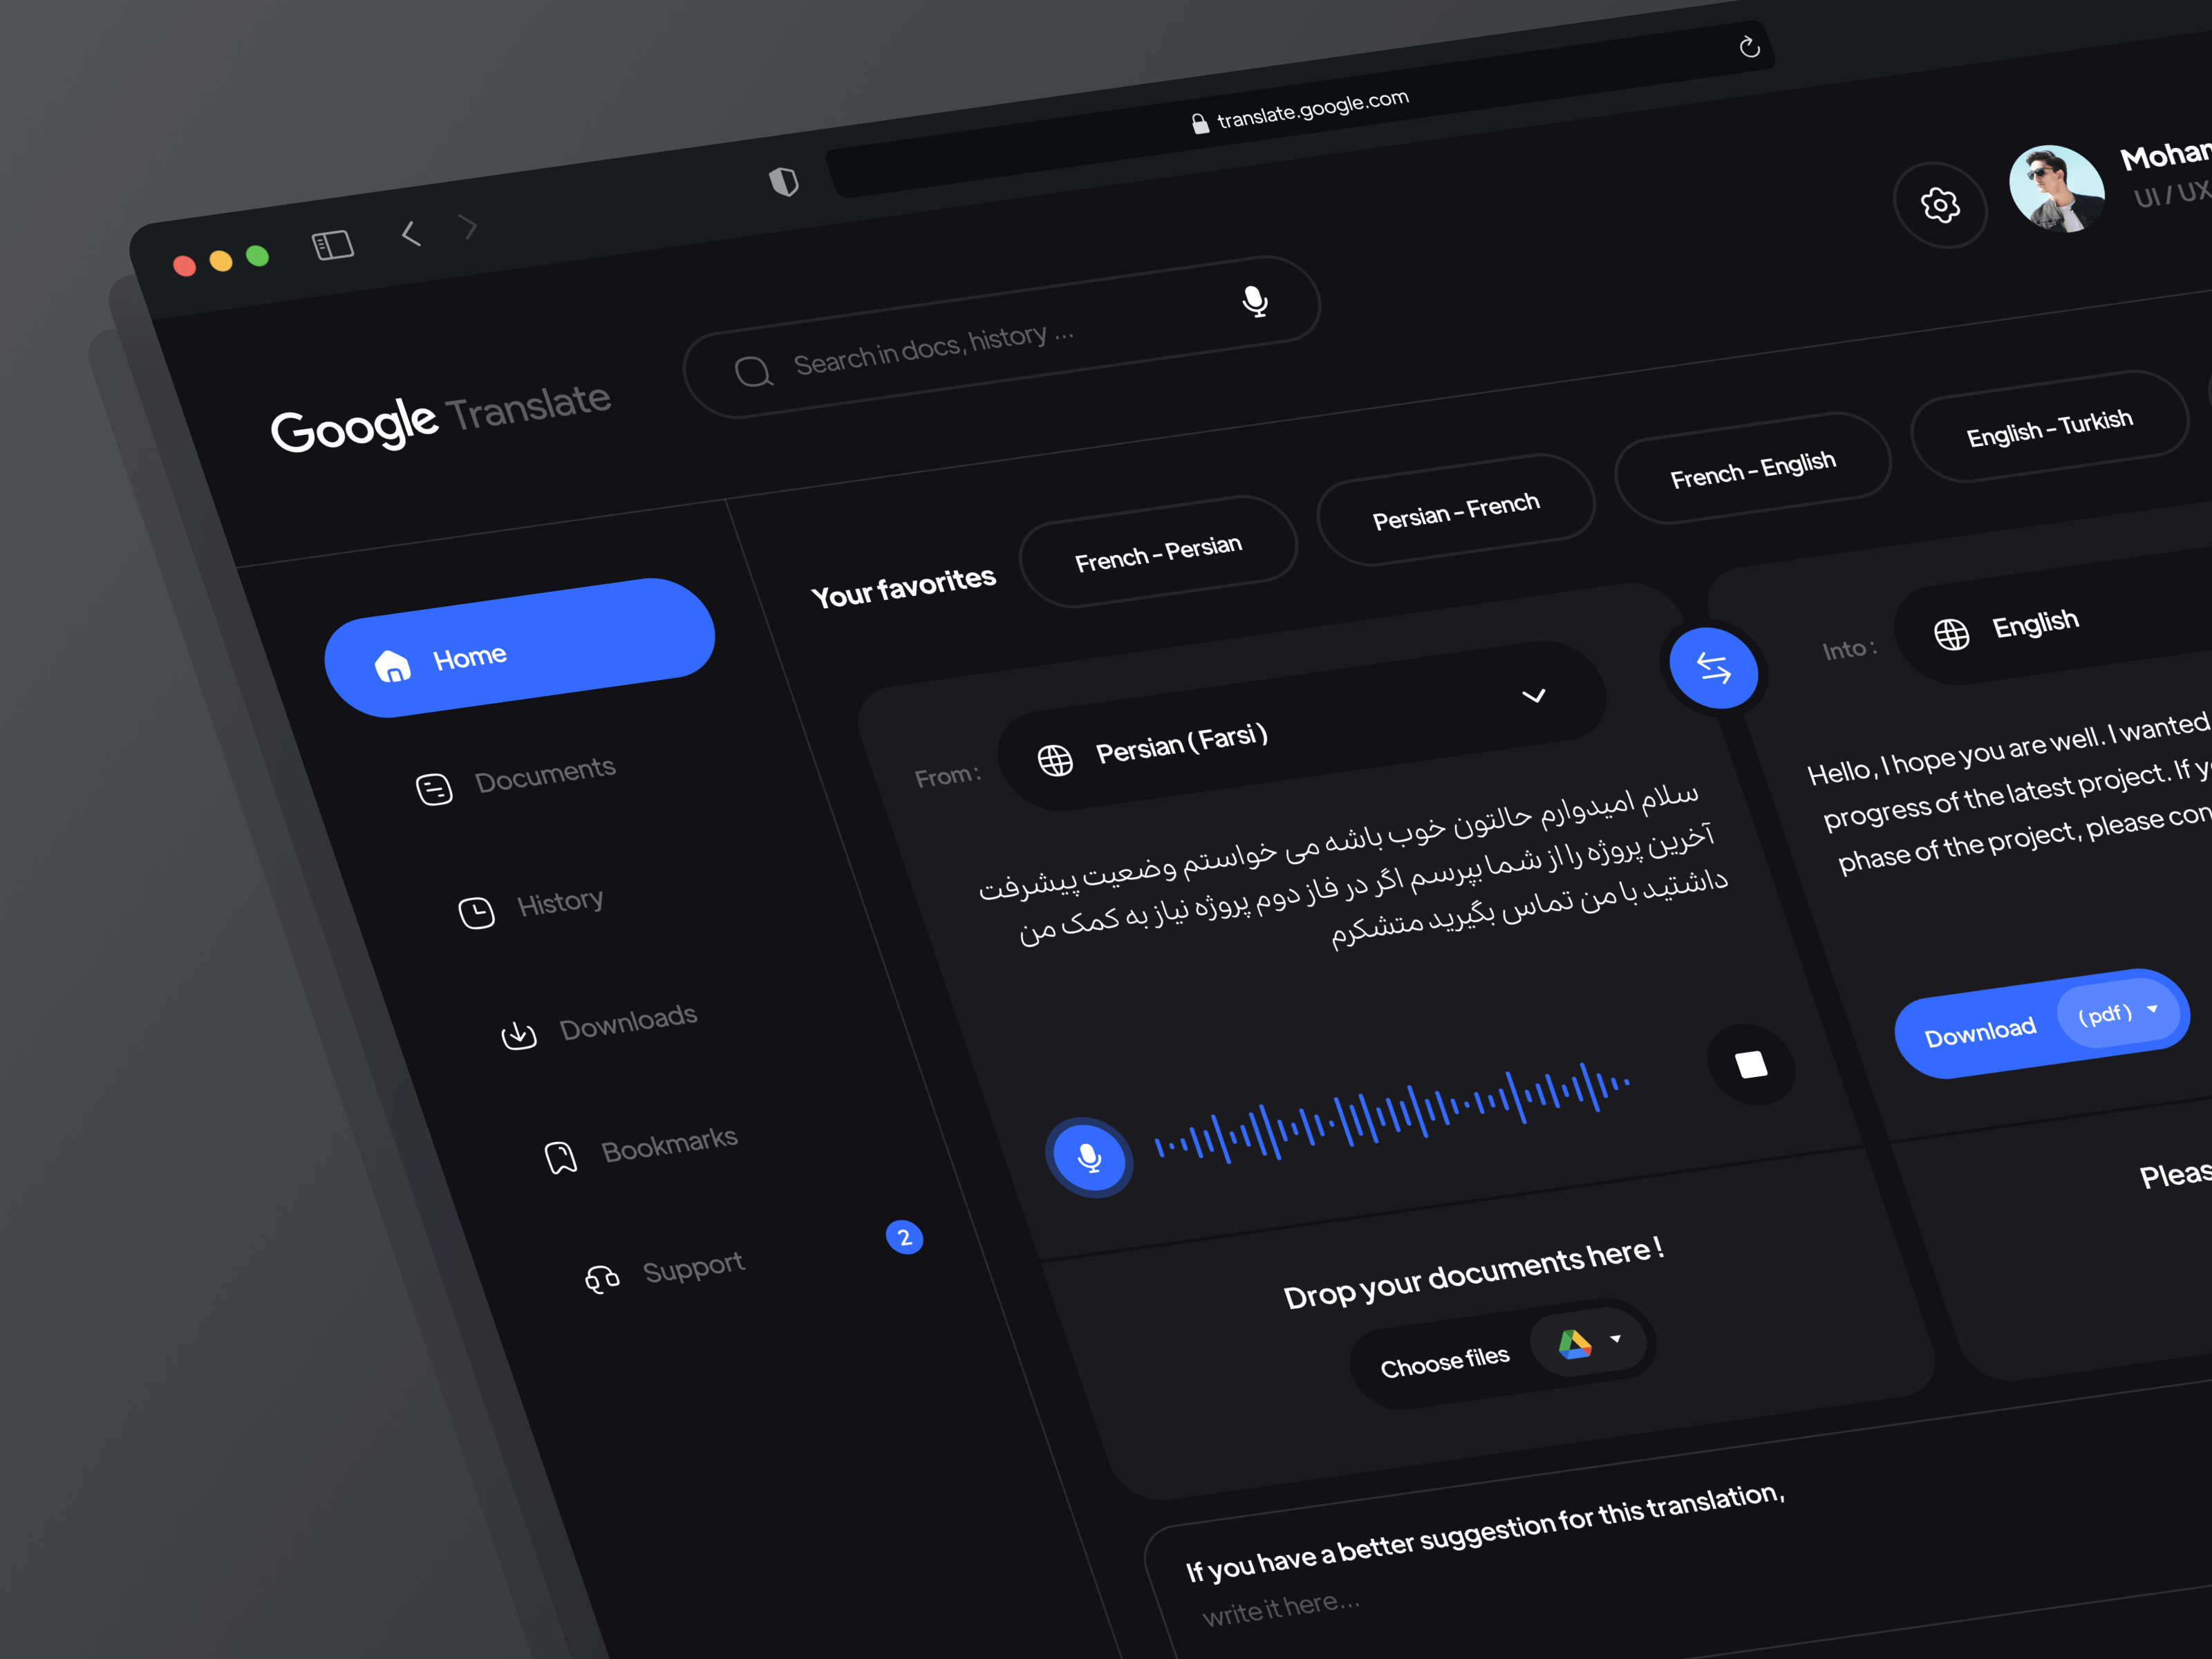 translate.google.com
Google Translate
Search in docs, history ...
UI / UX
Your favorites
French - Persian
Persian - French
French - English
English - Turkish
Home
Documents
History
Downloads
Bookmarks
Support
2
From :
Persian ( Farsi )
سلام امیدوارم حالتون خوب باشه می خواستم وضعیت پیشرفت
آخرین پروژه را از شما بپرسم اگر در فاز دوم پروژه نیاز به کمک من
داشتید با من تماس بگیرید متشکرم
Into :
English
Hello, I hope you are well. I wanted
progress of the latest project. If
phase of the project, please
Download
( pdf )
Drop your documents here !
Choose files
If you have a better suggestion for this translation,
write it here...